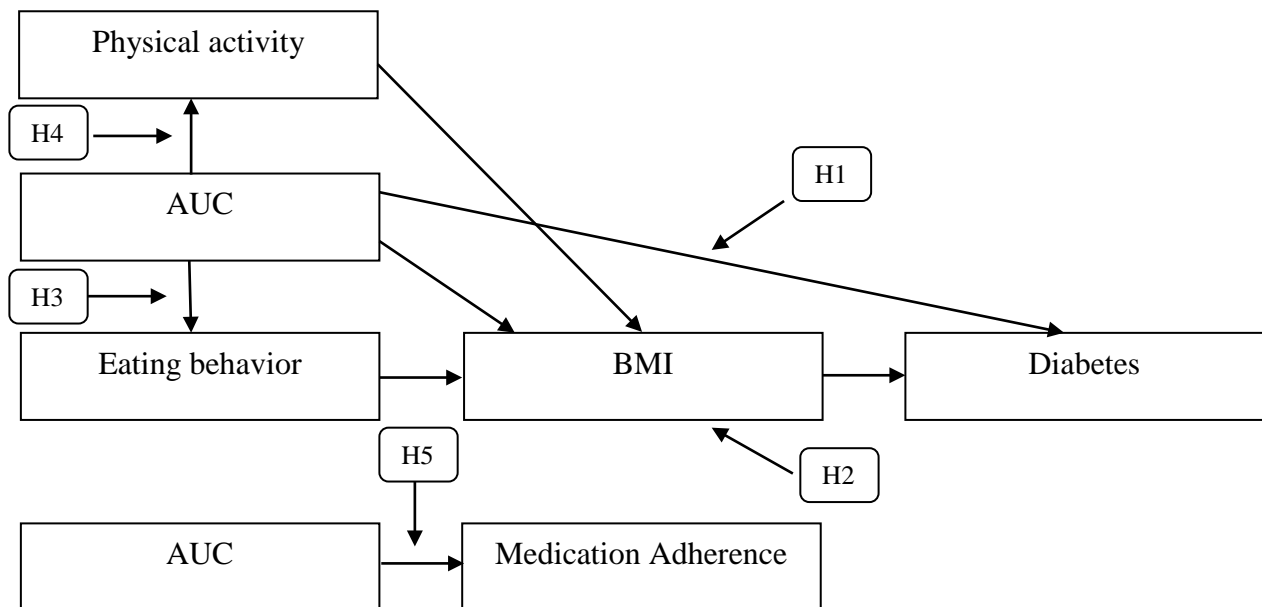 Physical activity
H4
H1
AUC
H3
Eating behavior
BMI
Diabetes
H5
H2
AUC
Medication Adherence